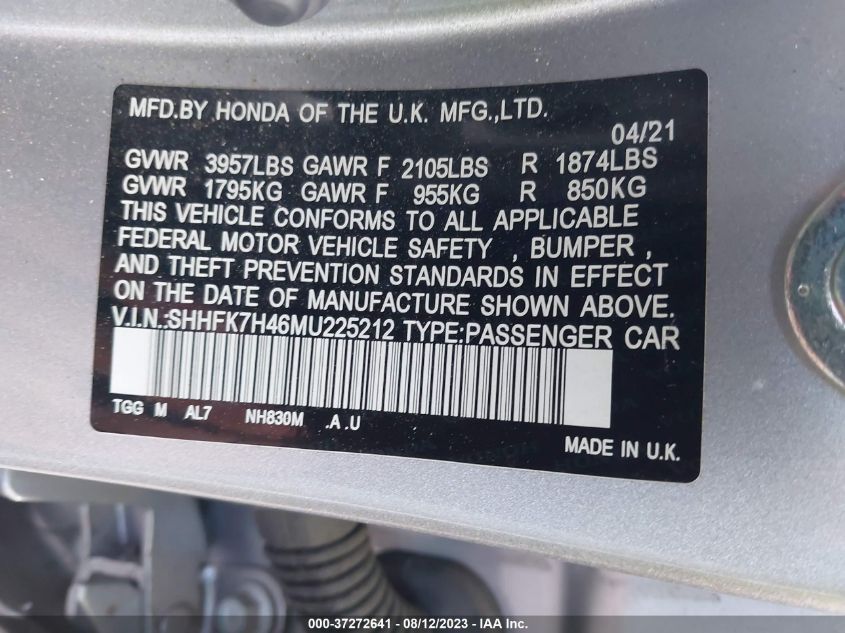 MFD.BY HONDA OF THE U.K. MFG.,LTD.
04/21
GVWR 3957LBS GAWR F 2105LBS R 1874LBS
GVWR 1795KG GAWR F 955KG R 850KG
THIS VEHICLE CONFORMS TO ALL APPLICABLE
FEDERAL MOTOR VEHICLE SAFETY , BUMPER ,
AND THEFT PREVENTION STANDARDS IN EFFECT
ON THE DATE OF MANUFACTURE SHOWN ABOVE.
V.I.N.:SHHFK7H46MU225212 TYPE:PASSENGER CAR
TGG M AL7 NH830M .A .U
MADE IN U.K.
000-37272641 - 08/12/2023 - IAA Inc.